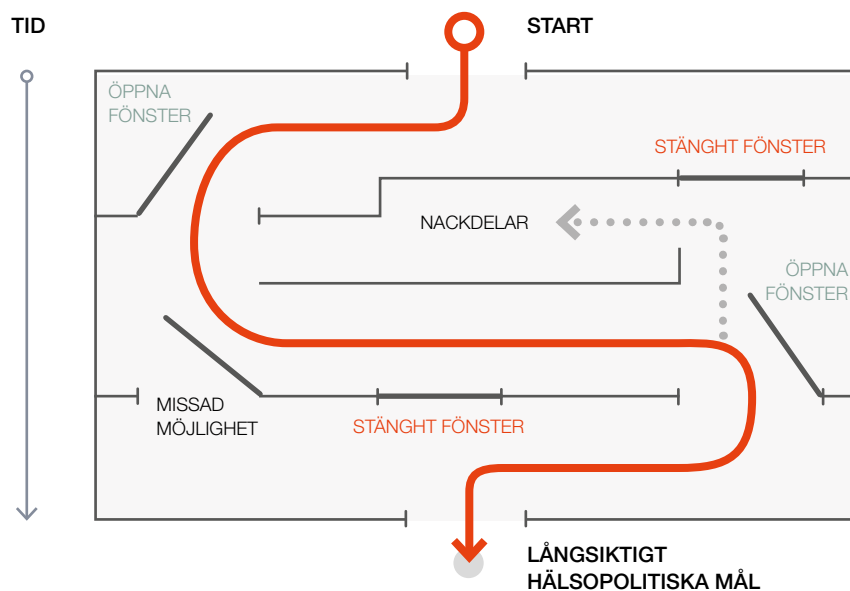 TID
START
ÖPPNA
FÖNSTER
STÄNGHT FÖNSTER
NACKDELAR
ÖPPNA
FÖNSTER
MISSAD
MÖJLIGHET
STÄNGHT FÖNSTER
LÅNGSIKTIGT
HÄLSOPOLITISKA MÅL